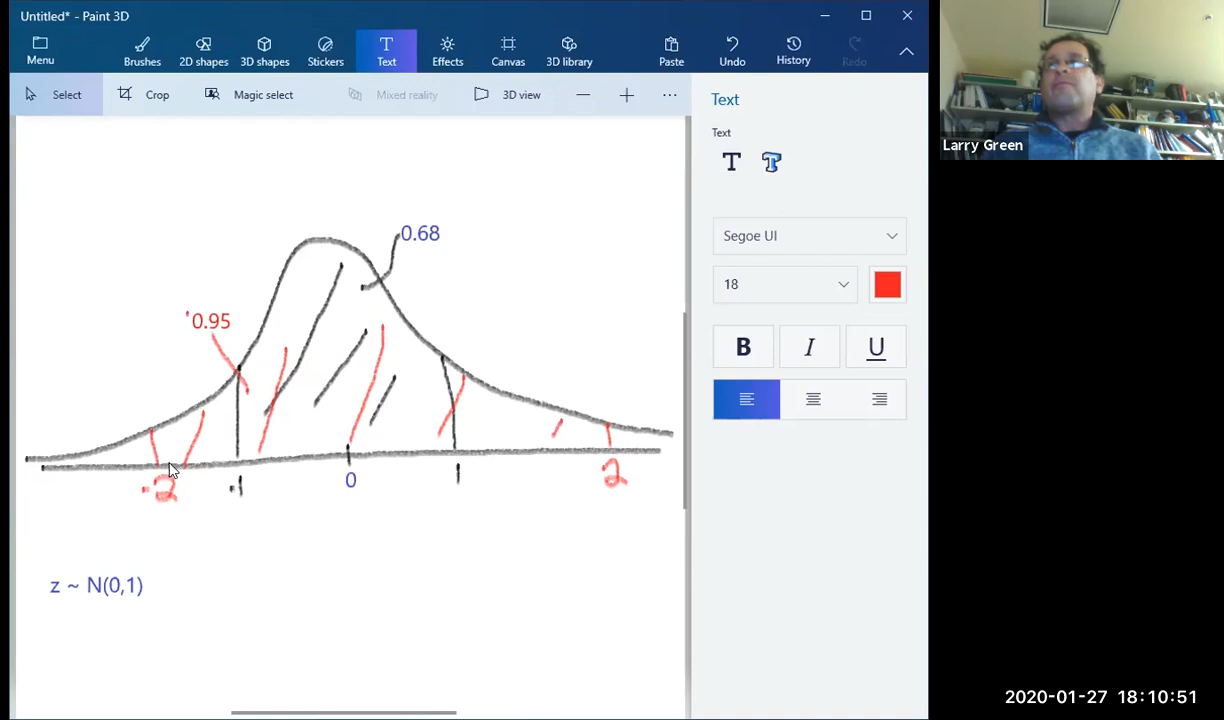 Untitled* - Paint 3D
Menu
Brushes
2D shapes
3D shapes
Stickers
Text
Effects
Canvas
3D library
Paste
Undo
History
Redo
Select
Crop
Magic select
Mixed reality
3D view
Text
Text
Segoe UI
18
B I U
Larry Green
0.68
0.95
-2
-1
0
1
2
z ~ N(0,1)
2020-01-27 18:10:51